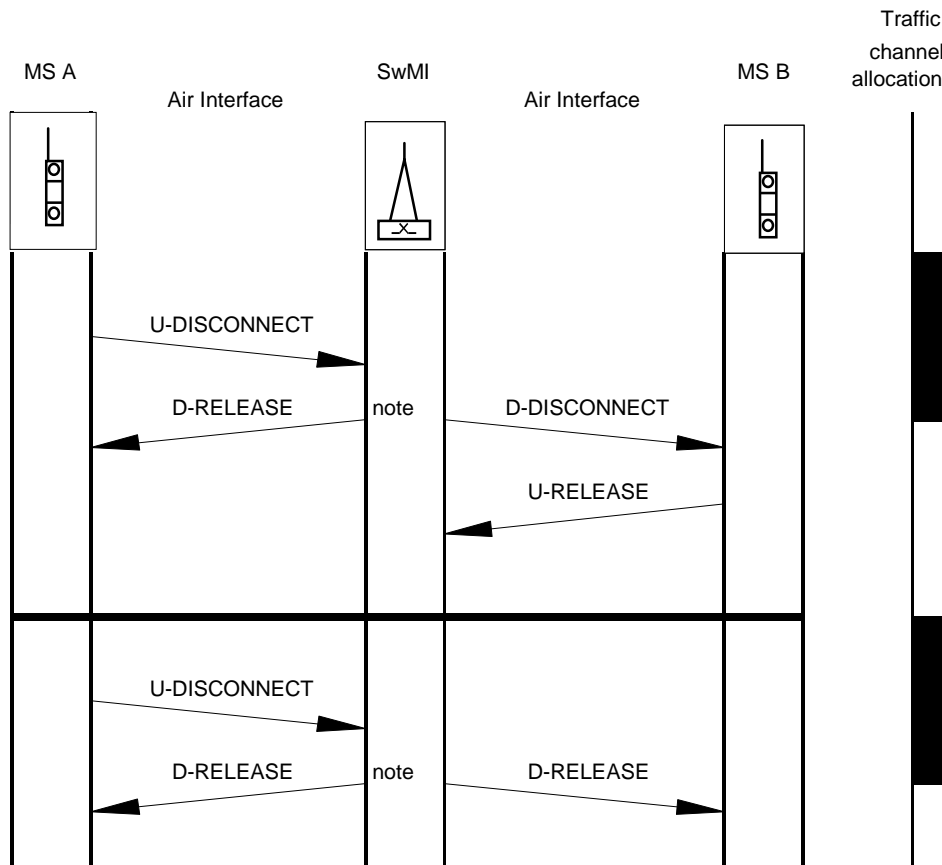 Traffic
channel
allocation
MS A
SwMI
MS B
Air Interface
Air Interface
U-DISCONNECT
D-RELEASE
note
D-DISCONNECT
U-RELEASE
U-DISCONNECT
D-RELEASE
note
D-RELEASE